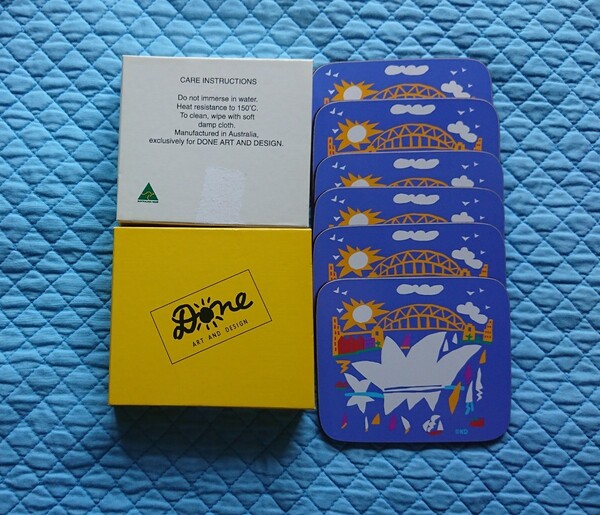 CARE INSTRUCTIONS
Do not immerse in water.
Heat resistance to 150°C.
To clean, wipe with soft
damp cloth.
Manufactured in Australia,
exclusively for DONE ART AND DESIGN.
Done
ART AND DESIGN